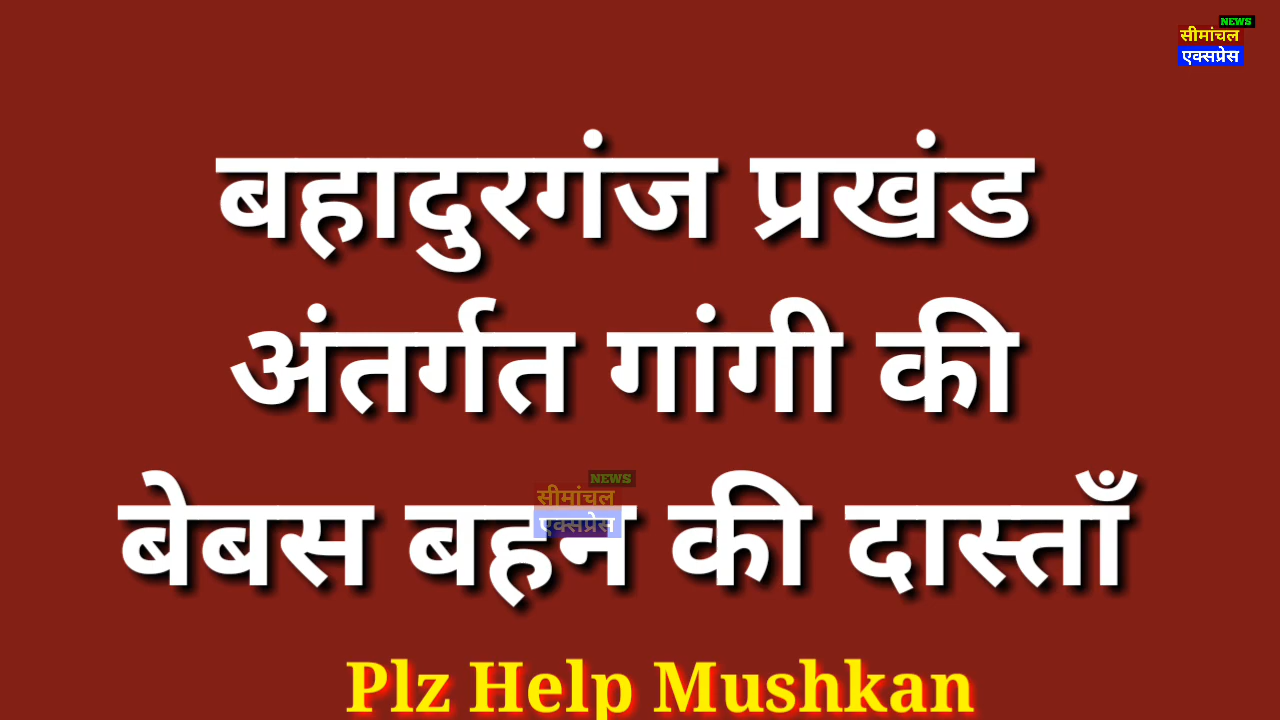 NEWS
सीमांचल
एक्सप्रेस
बहादुरगंज प्रखंड
अंतर्गत गांगी की
बेबस बहन की दास्ताँ
NEWS
सीमांचल
एक्सप्रेस
Plz Help Mushkan